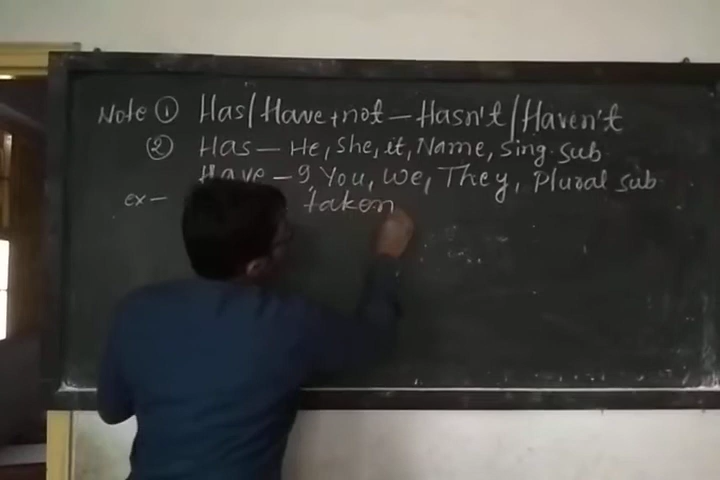 Note ① Has/Have+not – Hasn't/Haven't
② Has – He, She, it, Name, Sing. Sub
Have – I, You, We, They, Plural Sub
ex – taken